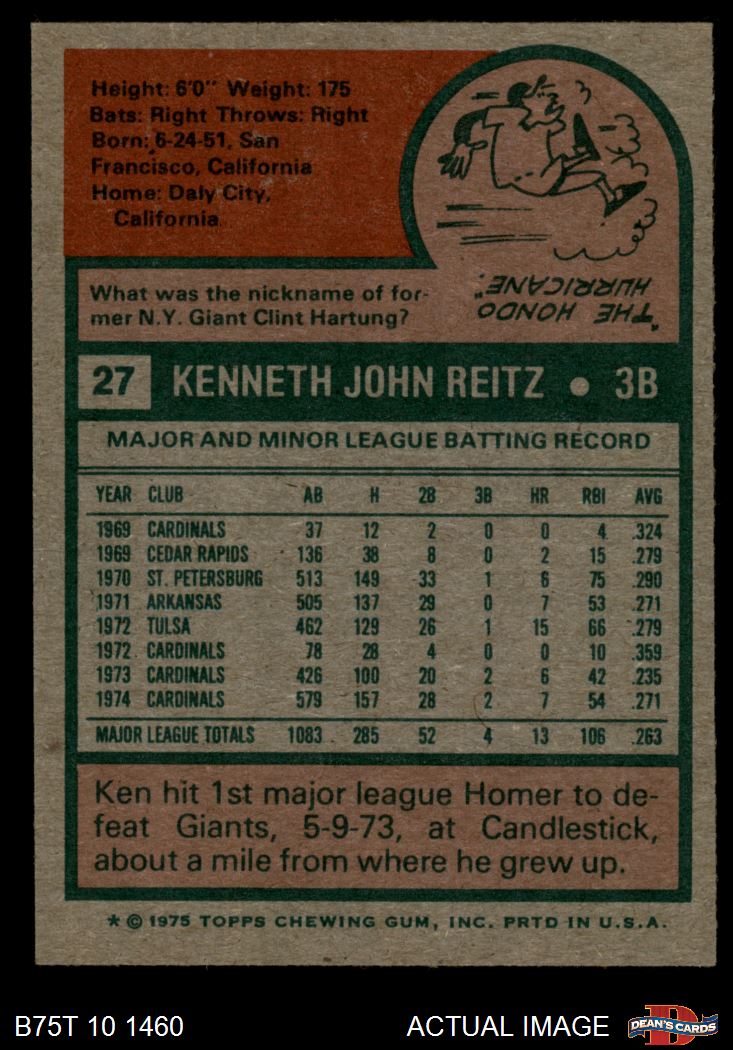 Height: 6'0" Weight: 175
Bats: Right Throws: Right
Born: 6-24-51, San
Francisco, California
Home: Daly City,
California
What was the nickname of for-
mer N.Y. Giant Clint Hartung?
"THE HONDO
HURRICANE."
27 KENNETH JOHN REITZ • 3B
MAJOR AND MINOR LEAGUE BATTING RECORD
YEAR CLUB AB H 2B 3B HR RBI AVG
1969 CARDINALS 37 12 2 0 0 4 .324
1969 CEDAR RAPIDS 136 38 8 0 2 15 .279
1970 ST. PETERSBURG 513 149 33 1 6 75 .290
1971 ARKANSAS 505 137 29 0 7 53 .271
1972 TULSA 462 129 26 1 15 66 .279
1972 CARDINALS 78 28 4 0 0 10 .359
1973 CARDINALS 426 100 20 2 6 42 .235
1974 CARDINALS 579 157 28 2 7 54 .271
MAJOR LEAGUE TOTALS 1083 285 52 4 13 106 .263
Ken hit 1st major league Homer to de-
feat Giants, 5-9-73, at Candlestick,
about a mile from where he grew up.
* © 1975 TOPPS CHEWING GUM, INC. PRTD IN U.S.A.
B75T 10 1460 ACTUAL IMAGE D DEAN'S CARDS